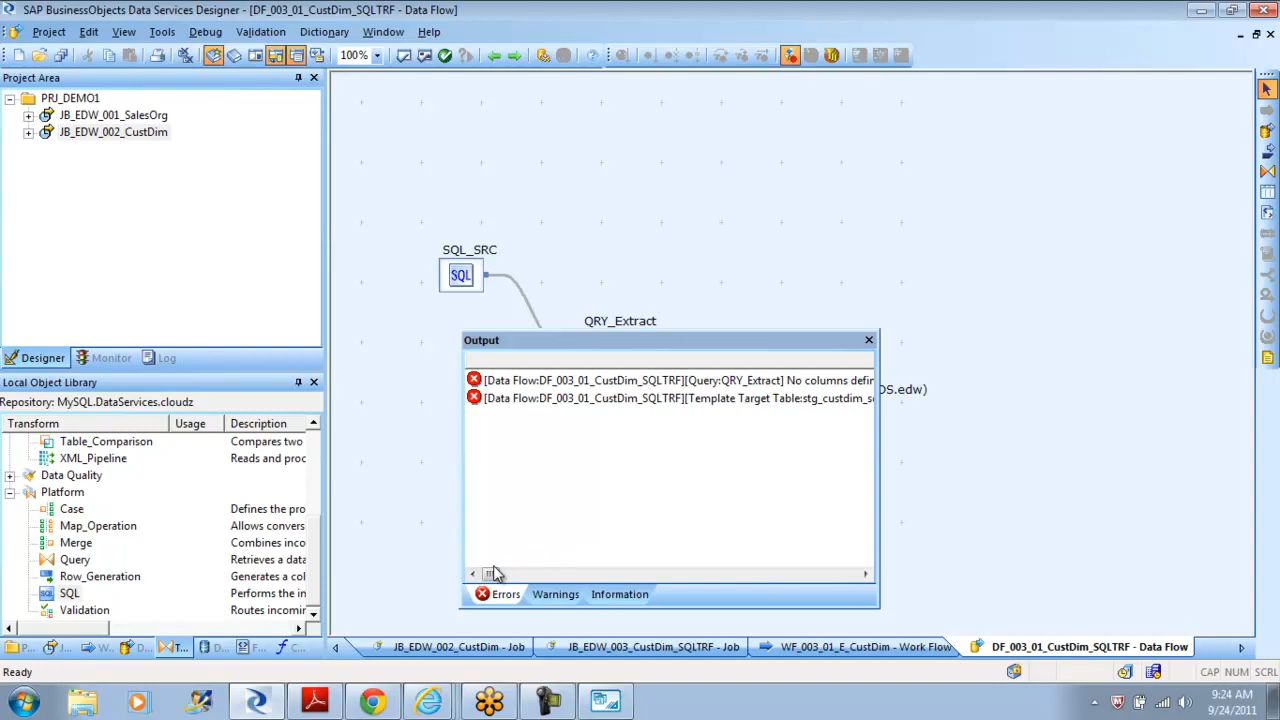 SAP BusinessObjects Data Services Designer - [DF_003_01_CustDim_SQLTRF - Data Flow]
Project Edit View Tools Debug Validation Dictionary Window Help
100%
Project Area
PRJ_DEMO1
JB_EDW_001_SalesOrg
JB_EDW_002_CustDim
SQL_SRC
SQL
QRY_Extract
Output
[Data Flow:DF_003_01_CustDim_SQLTRF][Query:QRY_Extract] No columns defin
[Data Flow:DF_003_01_CustDim_SQLTRF][Template Target Table:stg_custdim_s
DS.edw)
Errors Warnings Information
Designer Monitor Log
Local Object Library
Repository: MySQL.DataServices.cloudz
Transform Usage Description
Table_Comparison Compares two
XML_Pipeline Reads and proc
Data Quality
Platform
Case Defines the pro
Map_Operation Allows convers
Merge Combines inco
Query Retrieves a data
Row_Generation Generates a col
SQL Performs the in
Validation Routes incomin
P... J... W... D... T... D... F... C...
JB_EDW_002_CustDim - Job JB_EDW_003_CustDim_SQLTRF - Job WF_003_01_E_CustDim - Work Flow DF_003_01_CustDim_SQLTRF - Data Flow
Ready CAP NUM SCRL
9:24 AM
9/24/2011